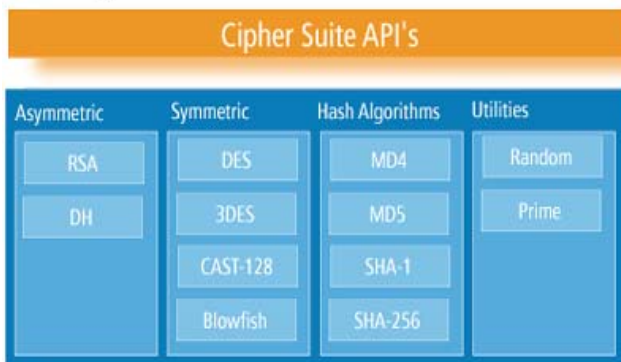 Cipher Suite API's
Asymmetric
RSA
DH
Symmetric
DES
3DES
CAST-128
Blowfish
Hash Algorithms
MD4
MD5
SHA-1
SHA-256
Utilities
Random
Prime